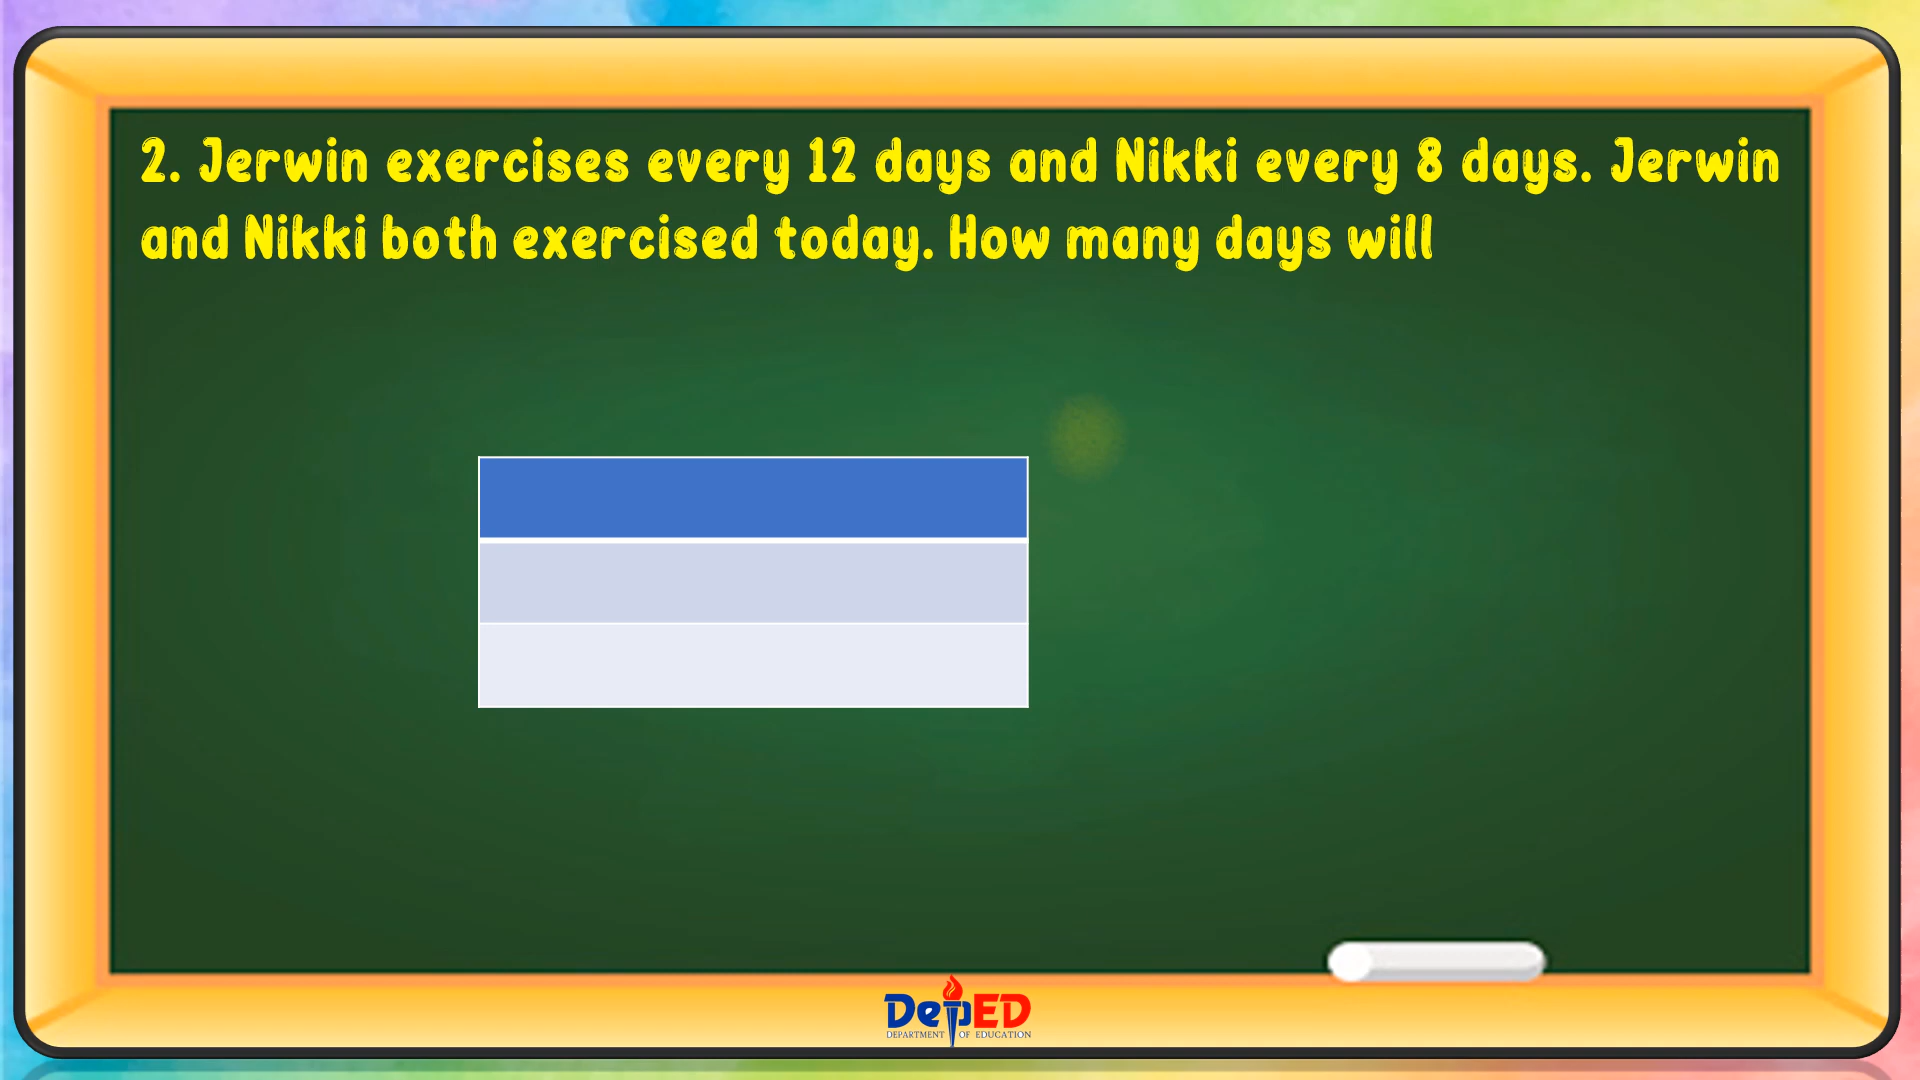 2. Jerwin exercises every 12 days and Nikki every 8 days. Jerwin
and Nikki both exercised today. How many days will
DepED
DEPARTMENT OF EDUCATION